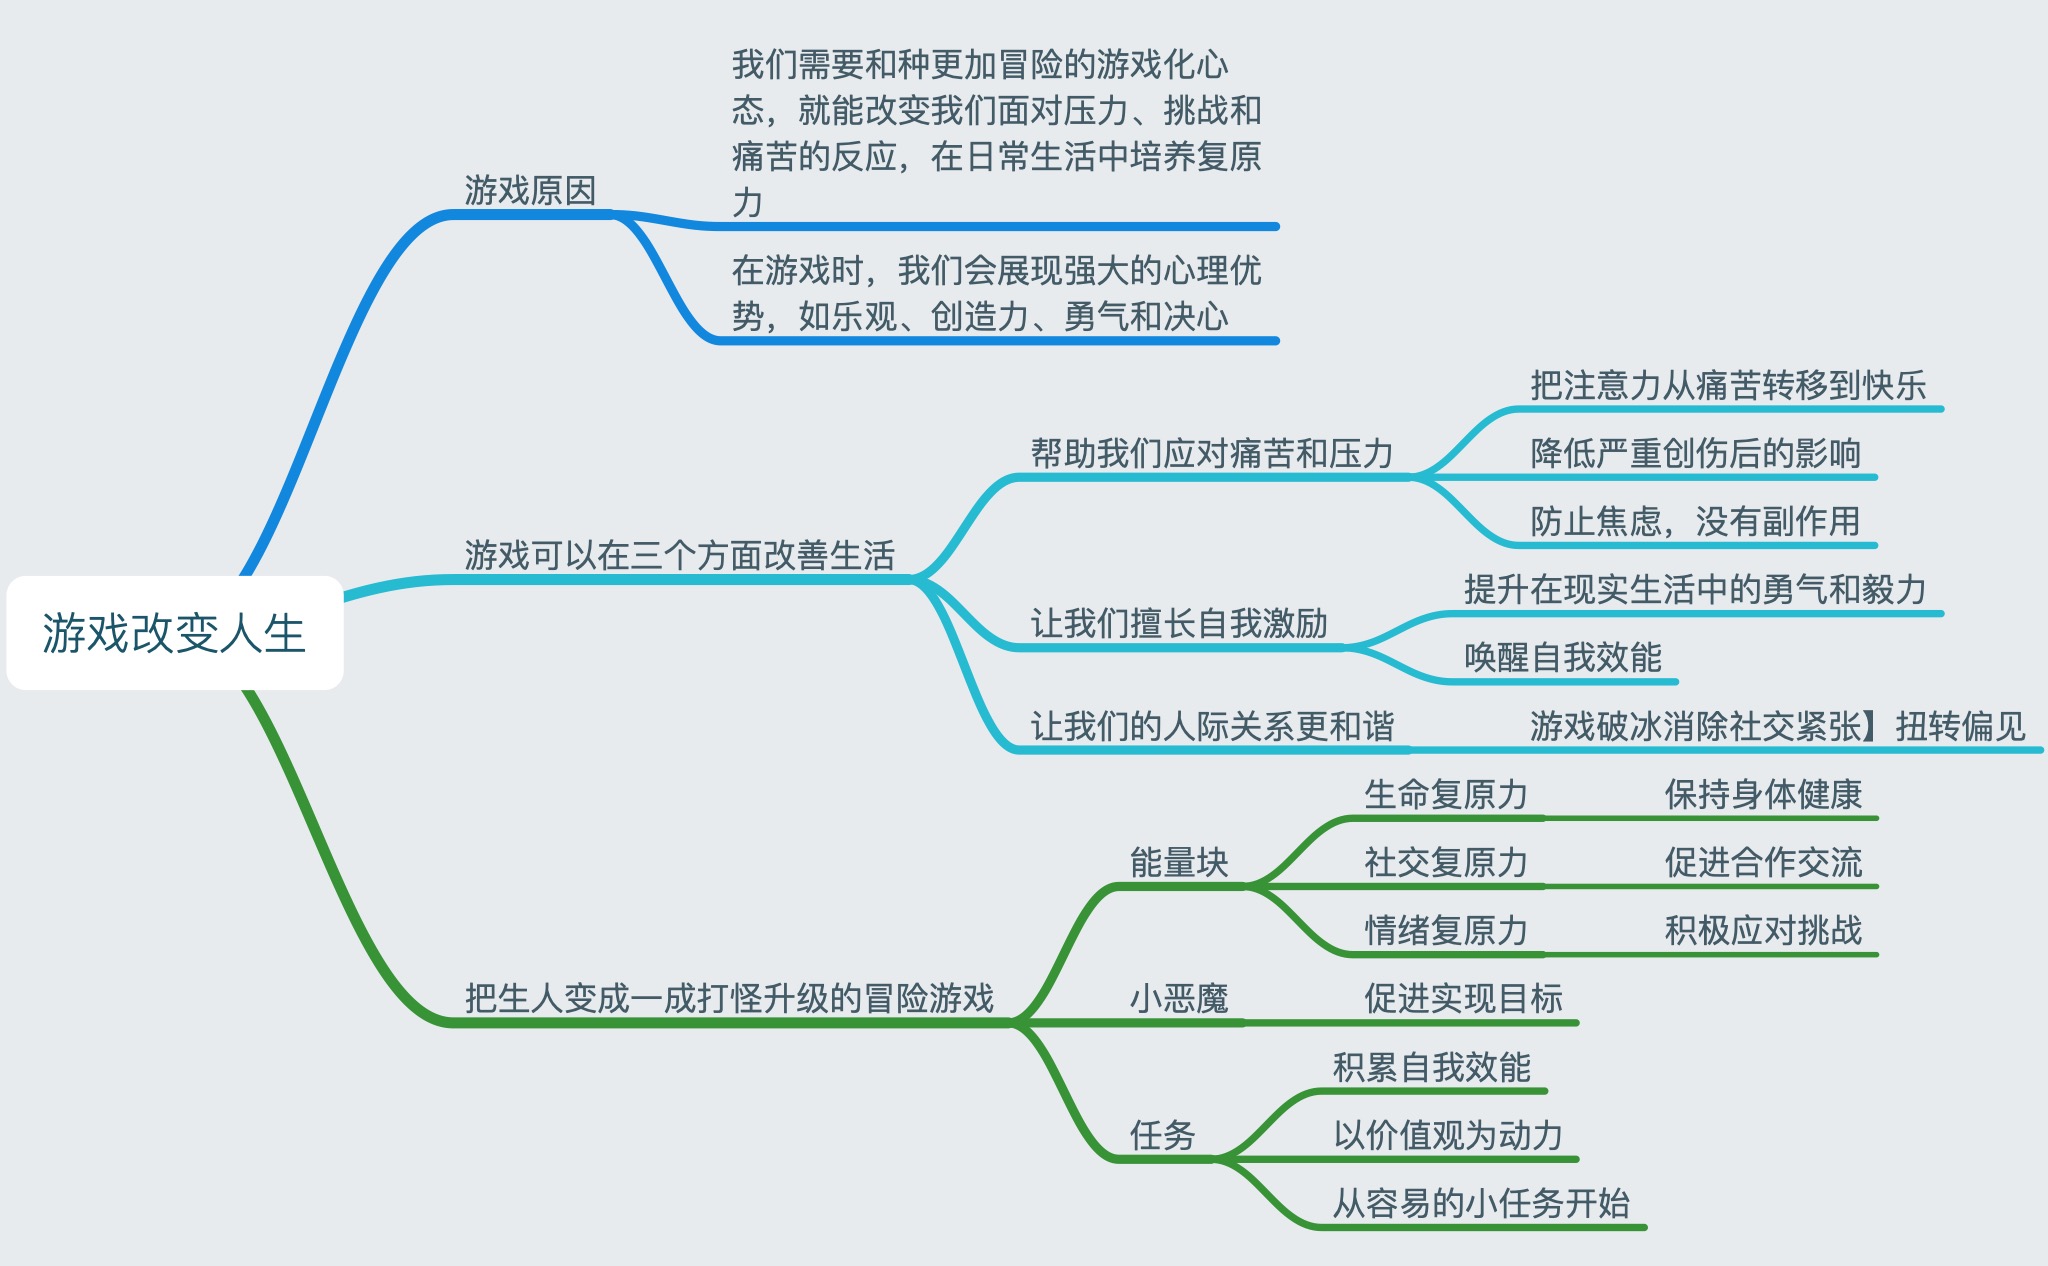 我们需要和种更加冒险的游戏化心
态，就能改变我们面对压力、挑战和
痛苦的反应，在日常生活中培养复原
力
游戏原因
在游戏时，我们会展现强大的心理优
势，如乐观、创造力、勇气和决心
把注意力从痛苦转移到快乐
帮助我们应对痛苦和压力
降低严重创伤后的影响
防止焦虑，没有副作用
游戏可以在三个方面改善生活
提升在现实生活中的勇气和毅力
让我们擅长自我激励
唤醒自我效能
游戏改变人生
让我们的人际关系更和谐
游戏破冰消除社交紧张】扭转偏见
生命复原力
保持身体健康
能量块
社交复原力
促进合作交流
情绪复原力
积极应对挑战
把生人变成一成打怪升级的冒险游戏
小恶魔
促进实现目标
积累自我效能
任务
以价值观为动力
从容易的小任务开始